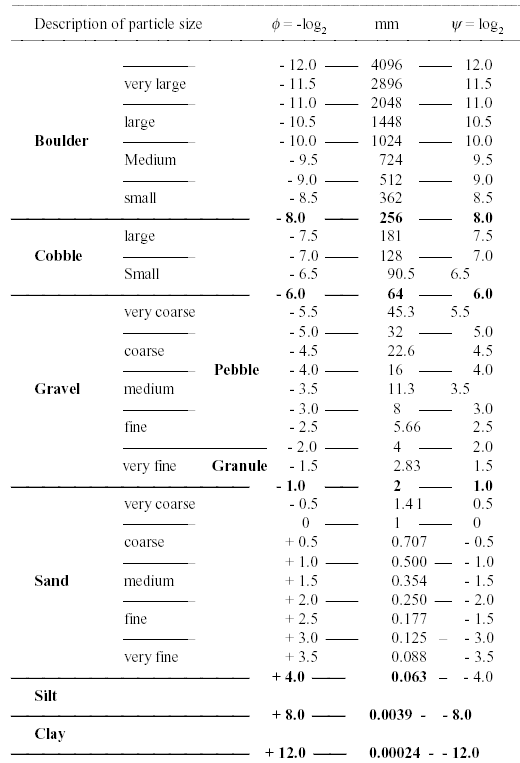 Description of particle size ϕ = -log₂ mm ψ = log₂
- 12.0 4096 12.0
very large - 11.5 2896 11.5
- 11.0 2048 11.0
large - 10.5 1448 10.5
Boulder - 10.0 1024 10.0
Medium - 9.5 724 9.5
- 9.0 512 9.0
small - 8.5 362 8.5
- 8.0 256 8.0
large - 7.5 181 7.5
Cobble - 7.0 128 7.0
Small - 6.5 90.5 6.5
- 6.0 64 6.0
very coarse - 5.5 45.3 5.5
- 5.0 32 5.0
coarse - 4.5 22.6 4.5
Pebble - 4.0 16 4.0
Gravel medium - 3.5 11.3 3.5
- 3.0 8 3.0
fine - 2.5 5.66 2.5
- 2.0 4 2.0
very fine Granule - 1.5 2.83 1.5
- 1.0 2 1.0
very coarse - 0.5 1.41 0.5
0 1 0
coarse + 0.5 0.707 - 0.5
+ 1.0 0.500 - 1.0
Sand medium + 1.5 0.354 - 1.5
+ 2.0 0.250 - 2.0
fine + 2.5 0.177 - 1.5
+ 3.0 0.125 - 3.0
very fine + 3.5 0.088 - 3.5
+ 4.0 0.063 - 4.0
Silt
+ 8.0 0.0039 - 8.0
Clay
+ 12.0 0.00024 - 12.0